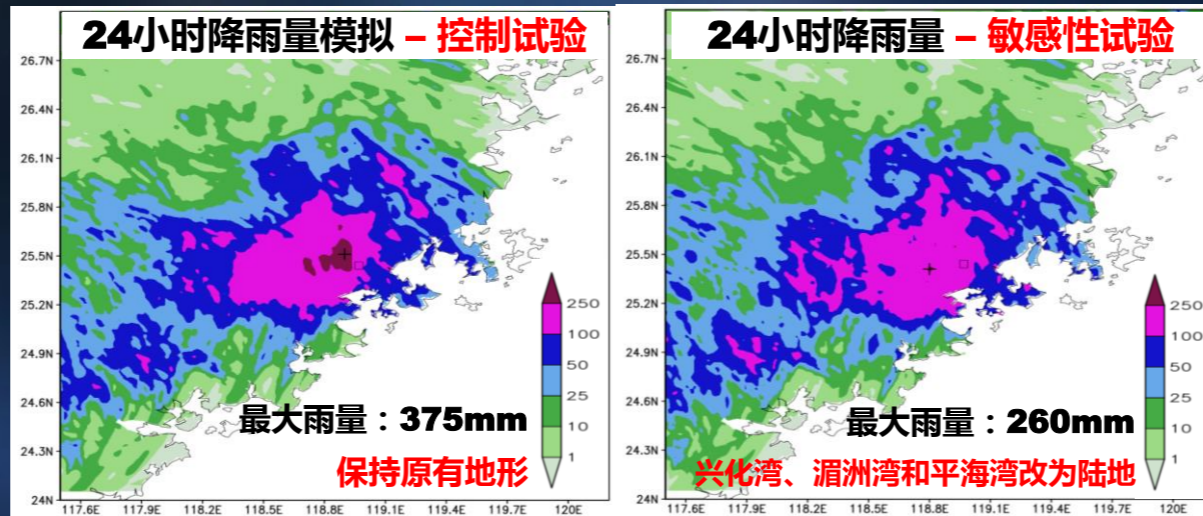 24小时降雨量模拟 – 控制试验
26.7N
26.4N
26.1N
25.8N
25.5N
25.2N
24.9N
24.6N
24.3N
24N
117.6E 117.9E 118.2E 118.5E 118.8E 119.1E 119.4E 119.7E 120E
250
100
50
25
10
1
最大雨量：375mm
保持原有地形
24小时降雨量 – 敏感性试验
26.7N
26.4N
26.1N
25.8N
25.5N
25.2N
24.9N
24.6N
24.3N
24N
117.6E 117.9E 118.2E 118.5E 118.8E 119.1E 119.4E 119.7E 120E
250
100
50
25
10
1
最大雨量：260mm
兴化湾、湄洲湾和平海湾改为陆地